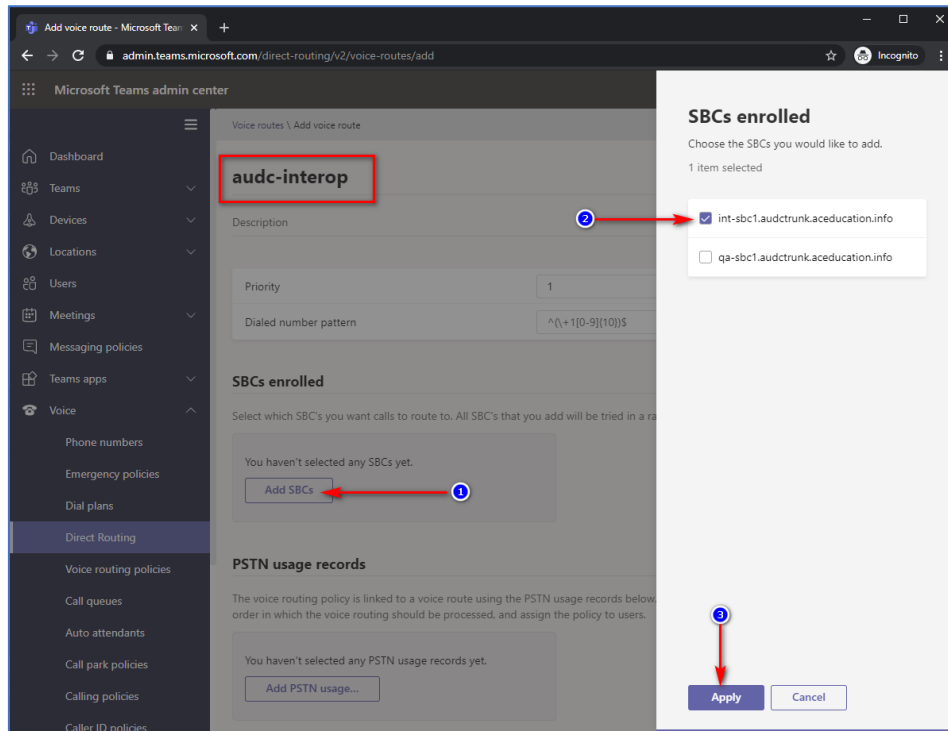 Add voice route - Microsoft Tear
admin.teams.microsoft.com/direct-routing/v2/voice-routes/add
Incognito
Microsoft Teams admin center
Dashboard
Teams
Devices
Locations
Users
Meetings
Messaging policies
Teams apps
Voice
Phone numbers
Emergency policies
Dial plans
Direct Routing
Voice routing policies
Call queues
Auto attendants
Call park policies
Calling policies
Caller ID policies
Voice routes \ Add voice route
audc-interop
Description
Priority
1
Dialed number pattern
^(\+1[0-9]{10})$
SBCs enrolled
Select which SBC's you want calls to route to. All SBC's that you add will be tried in a ra
You haven't selected any SBCs yet.
Add SBCs
1
PSTN usage records
The voice routing policy is linked to a voice route using the PSTN usage records below.
order in which the voice routing should be processed, and assign the policy to users.
You haven't selected any PSTN usage records yet.
Add PSTN usage...
SBCs enrolled
Choose the SBCs you would like to add.
1 item selected
2
int-sbc1.audctrunk.aceducation.info
qa-sbc1.audctrunk.aceducation.info
3
Apply
Cancel